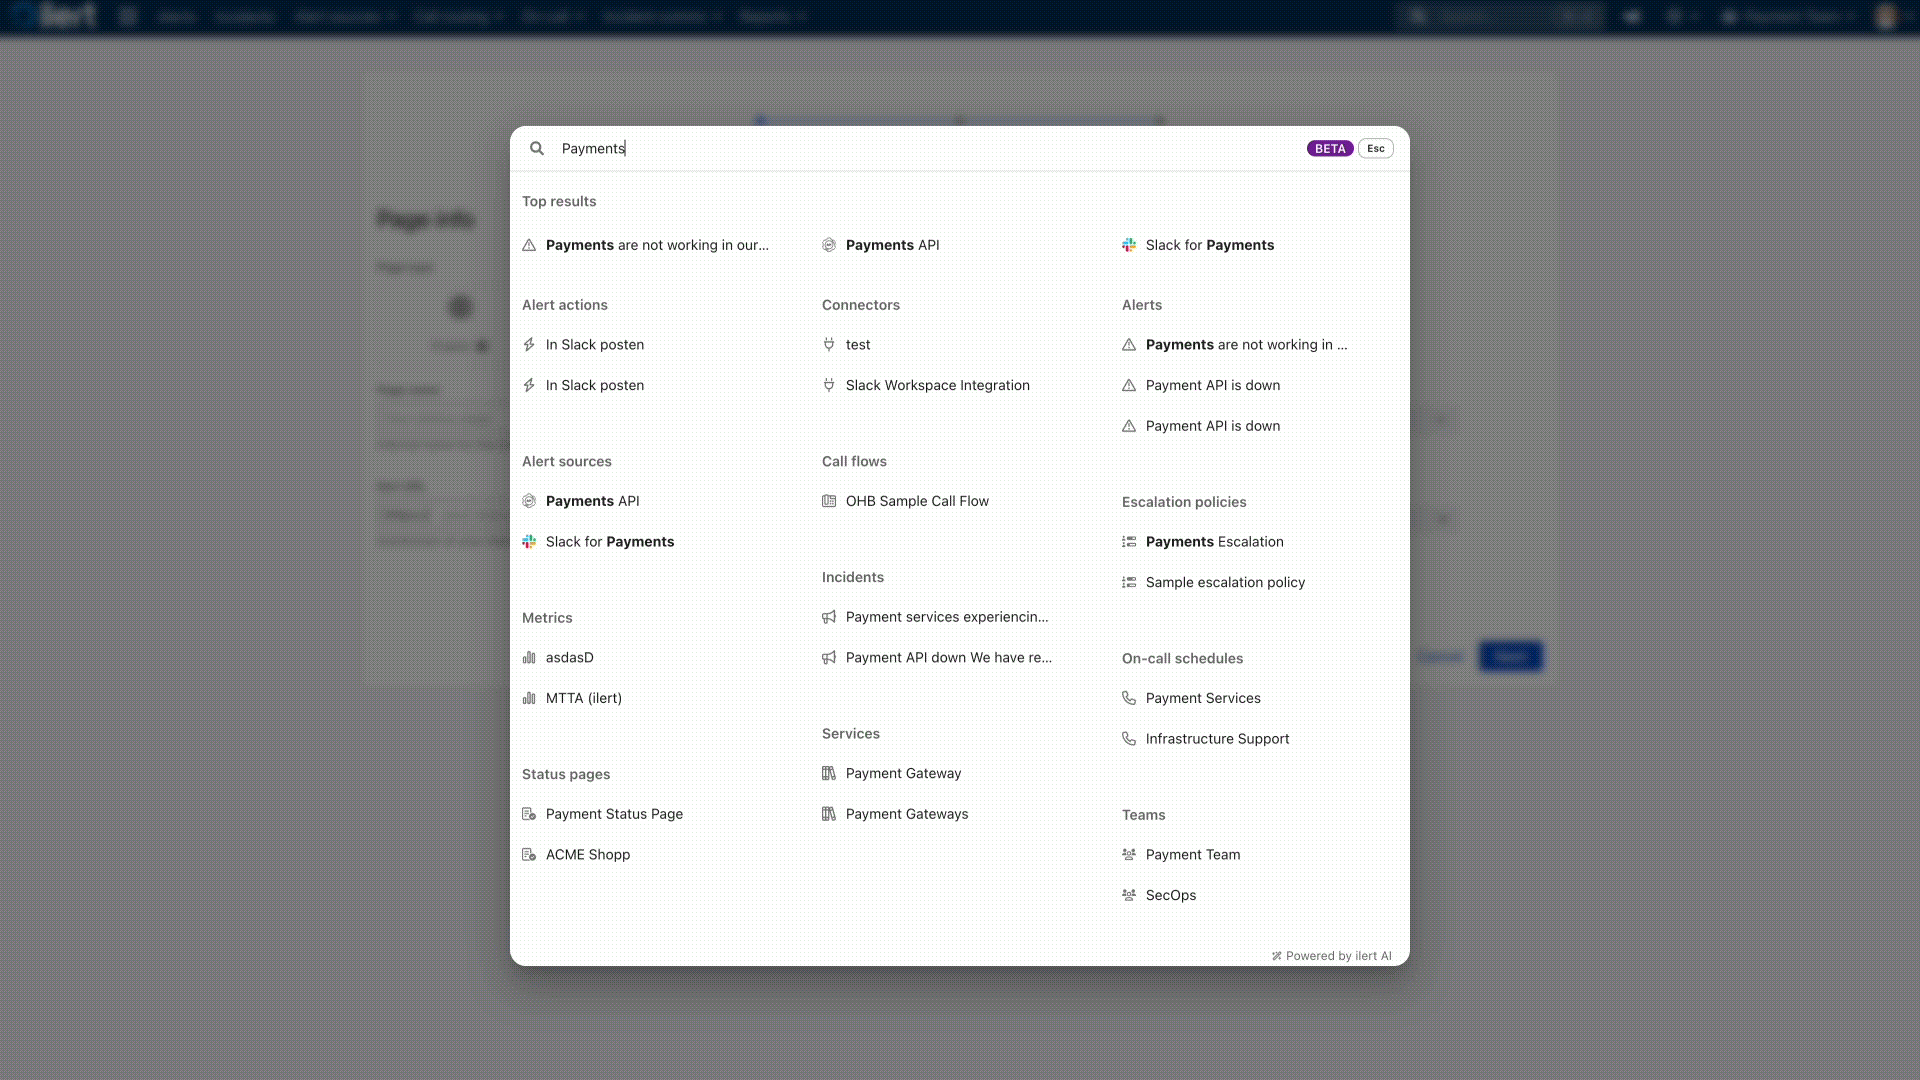 ilert
Payments
BETA
Esc
Top results
Payments are not working in our...
Payments API
Slack for Payments
Alert actions
In Slack posten
In Slack posten
Connectors
test
Slack Workspace Integration
Alerts
Payments are not working in ...
Payment API is down
Payment API is down
Alert sources
Payments API
Slack for Payments
Call flows
OHB Sample Call Flow
Escalation policies
Payments Escalation
Sample escalation policy
Incidents
Payment services experiencin...
Payment API down We have re...
Metrics
asdasD
MTTA (ilert)
On-call schedules
Payment Services
Infrastructure Support
Services
Payment Gateway
Payment Gateways
Status pages
Payment Status Page
ACME Shopp
Teams
Payment Team
SecOps
Powered by ilert AI
Page info